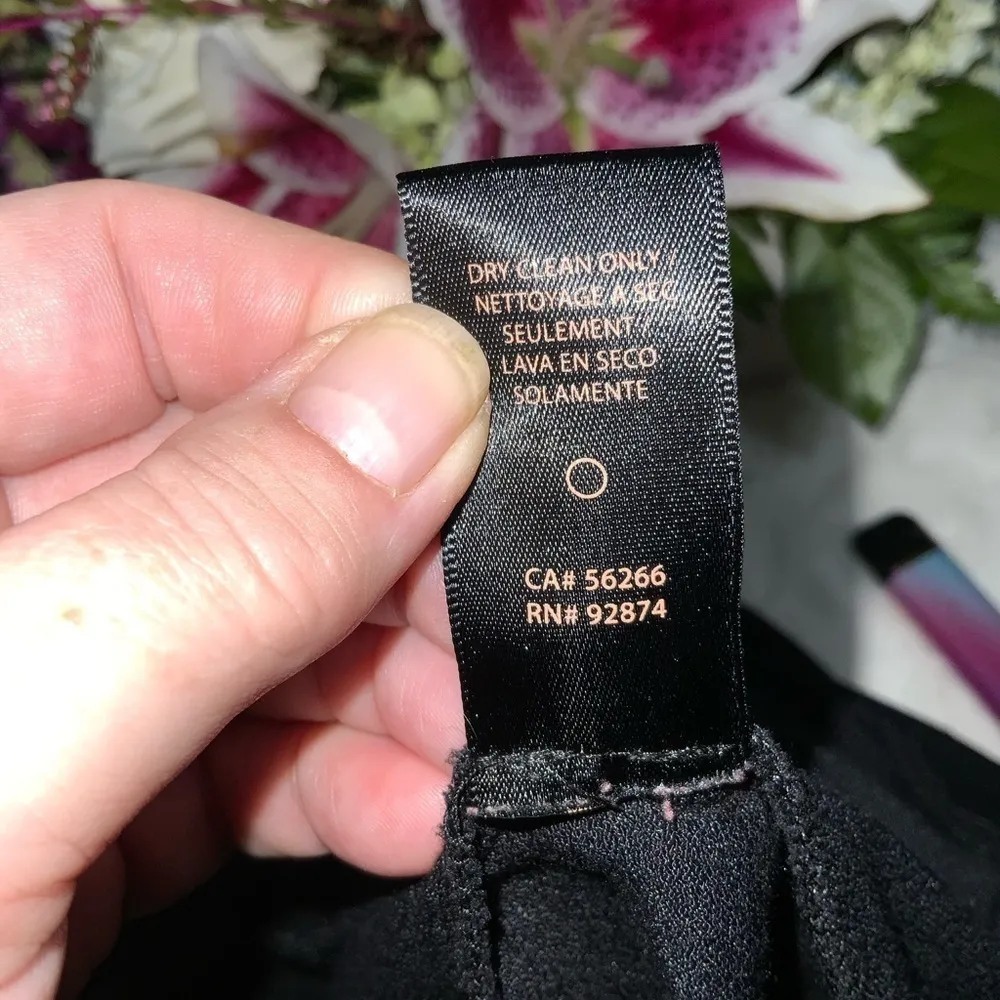 DRY CLEAN ONLY /
NETTOYAGE A SEC
SEULEMENT /
LAVA EN SECO
SOLAMENTE
CA# 56266
RN# 92874